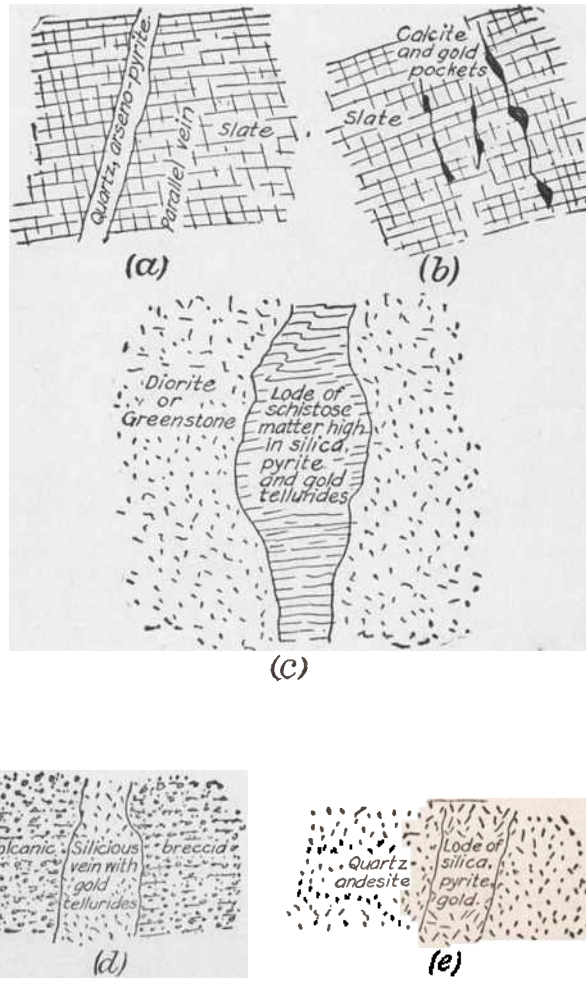 Quartz, arseno-pyrite.
parallel vein
Slate
(a)
Calcite
and gold
pockets
Slate
(b)
Diorite
or
Greenstone
Lode of
schistose
matter high
in silica,
pyrite
and gold
tellurides
(c)
olcanic
Silicious
vein with
gold
tellurides
breccia
(d)
Quartz
andesite
Lode of
silica,
pyrite,
gold.
(e)